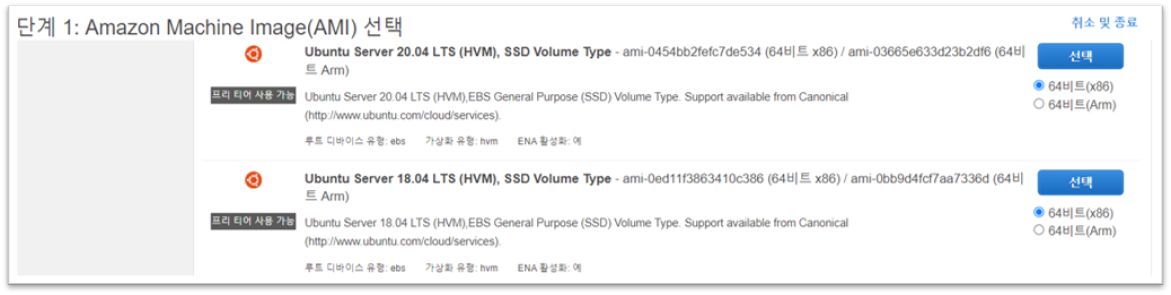 단계 1: Amazon Machine Image(AMI) 선택
취소 및 종료
Ubuntu Server 20.04 LTS (HVM), SSD Volume Type - ami-0454bb2fefc7de534 (64비트 x86) / ami-03665e633d23b2df6 (64비
트 Arm)
선택
프리 티어 사용 가능
Ubuntu Server 20.04 LTS (HVM),EBS General Purpose (SSD) Volume Type. Support available from Canonical
(http://www.ubuntu.com/cloud/services).
64비트(x86)
64비트(Arm)
루트 디바이스 유형: ebs 가상화 유형: hvm ENA 활성화: 예
Ubuntu Server 18.04 LTS (HVM), SSD Volume Type - ami-0ed11f3863410c386 (64비트 x86) / ami-0bb9d4fcf7aa7336d (64비
트 Arm)
선택
프리 티어 사용 가능
Ubuntu Server 18.04 LTS (HVM),EBS General Purpose (SSD) Volume Type. Support available from Canonical
(http://www.ubuntu.com/cloud/services).
64비트(x86)
64비트(Arm)
루트 디바이스 유형: ebs 가상화 유형: hvm ENA 활성화: 예